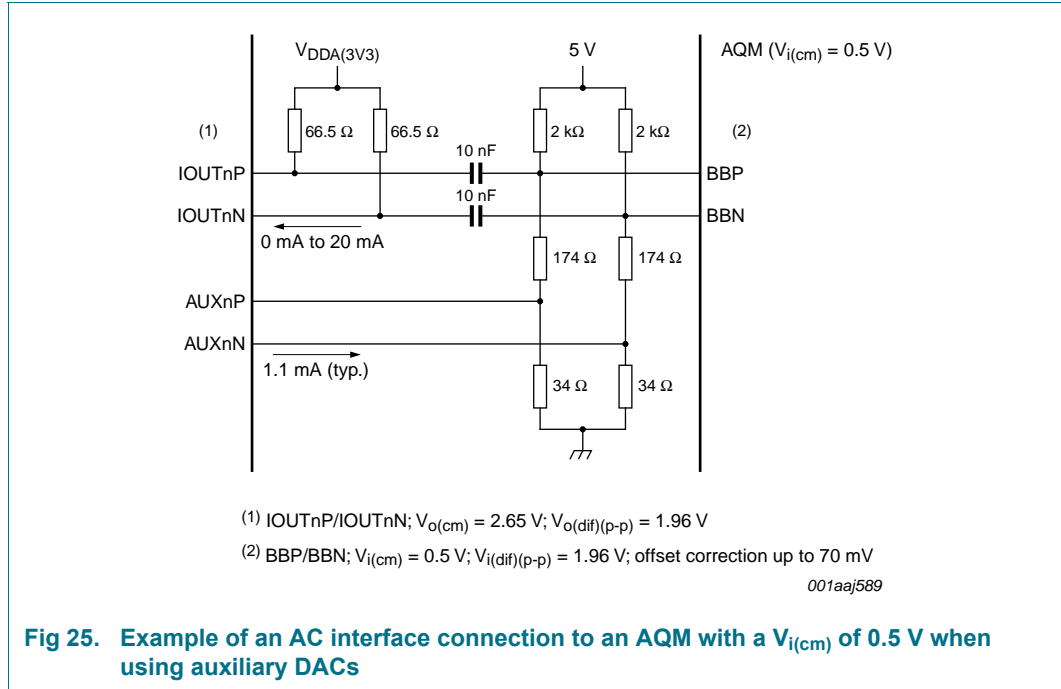 V_DDA(3V3) 5 V AQM (V_i(cm) = 0.5 V)
66.5 Ω 66.5 Ω 2 kΩ 2 kΩ
(1) (2)
10 nF
IOUTnP BBP
10 nF
IOUTnN BBN
0 mA to 20 mA
174 Ω 174 Ω
AUXnP
AUXnN
1.1 mA (typ.)
34 Ω 34 Ω
(1) IOUTnP/IOUTnN; V_o(cm) = 2.65 V; V_o(dif)(p-p) = 1.96 V
(2) BBP/BBN; V_i(cm) = 0.5 V; V_i(dif)(p-p) = 1.96 V; offset correction up to 70 mV
001aaj589
Fig 25. Example of an AC interface connection to an AQM with a V_i(cm) of 0.5 V when
using auxiliary DACs